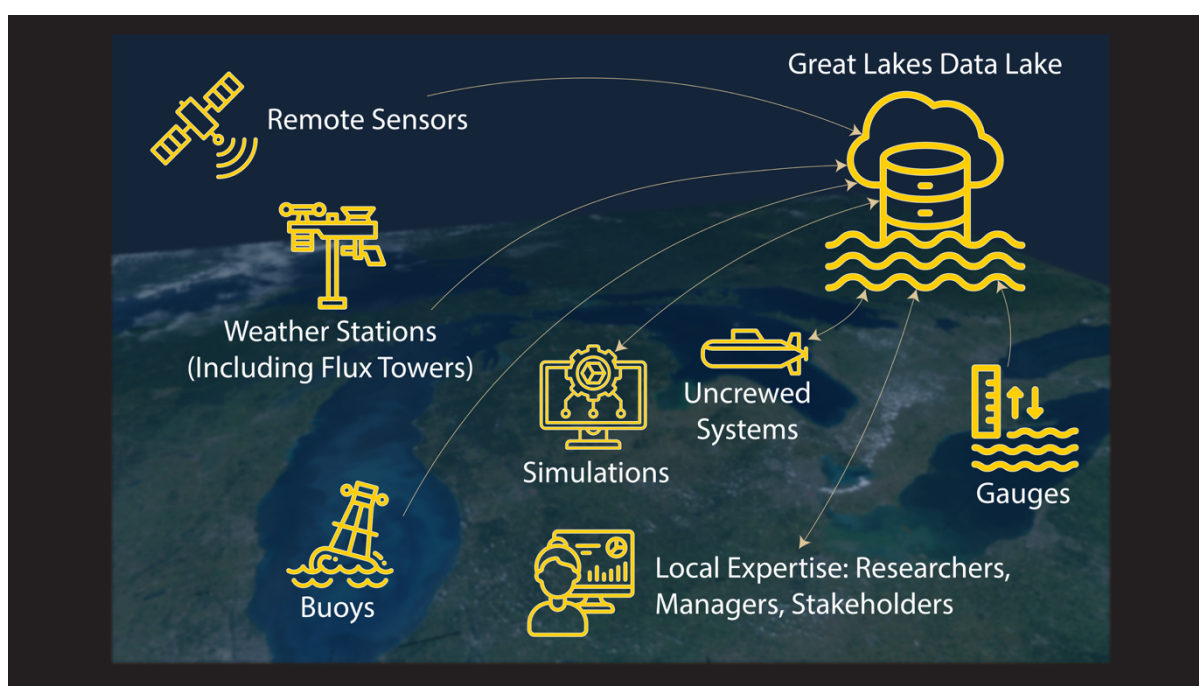 Great Lakes Data Lake
Remote Sensors
Weather Stations
(Including Flux Towers)
Uncrewed
Systems
Simulations
Gauges
Buoys
Local Expertise: Researchers,
Managers, Stakeholders